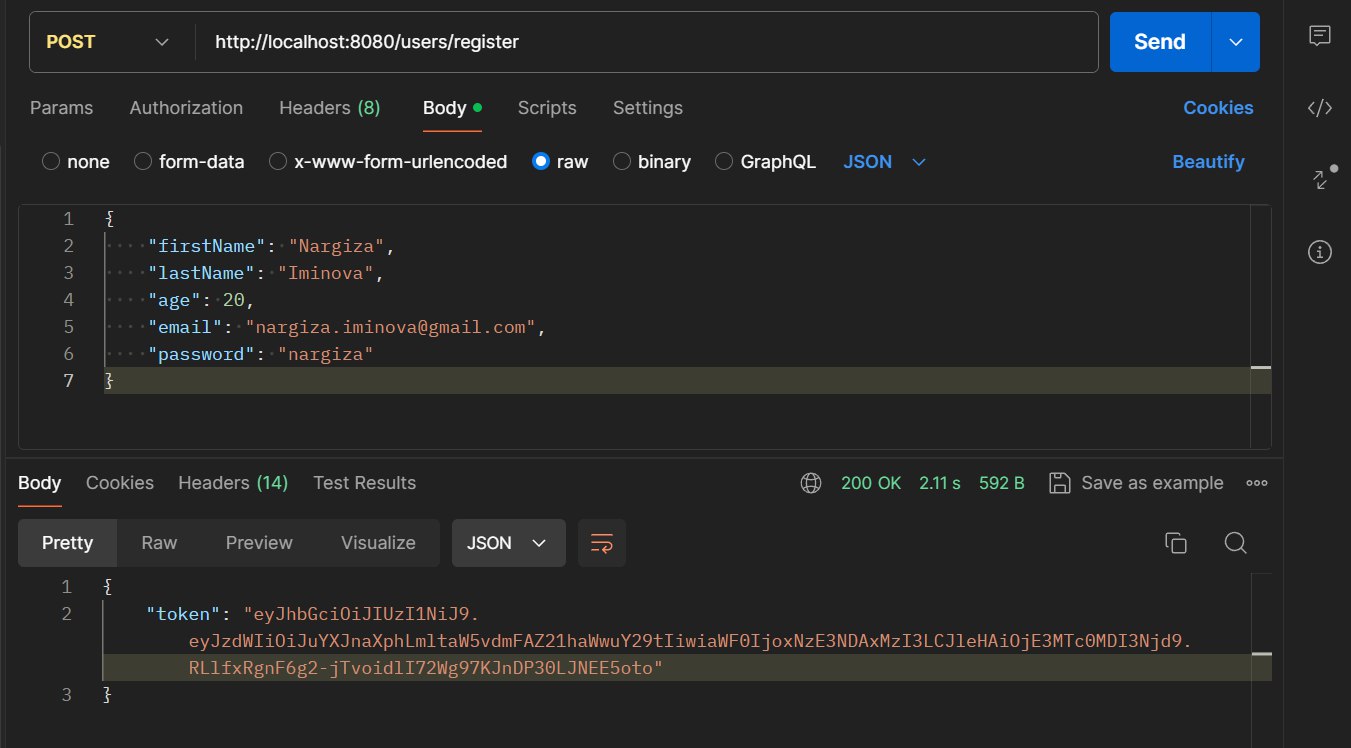 POST http://localhost:8080/users/register Send
Params Authorization Headers (8) Body Scripts Settings Cookies
none form-data x-www-form-urlencoded raw binary GraphQL JSON Beautify
1 {
2 "firstName": "Nargiza",
3 "lastName": "Iminova",
4 "age": 20,
5 "email": "nargiza.iminova@gmail.com",
6 "password": "nargiza"
7 }
Body Cookies Headers (14) Test Results 200 OK 2.11 s 592 B Save as example
Pretty Raw Preview Visualize JSON
1 {
2 "token": "eyJhbGciOiJIUzI1NiJ9.
eyJzdWIiOiJuYXJnaXphLmltaW5vdmFAZ21haWwuY29tIiwiaWF0IjoxNzE3NDAxMzI3LCJleHAiOjE3MTc0MDI3Njd9.
RLlfxRgnF6g2-jTvoidlI72Wg97KJnDP30LJNEE5oto"
3 }